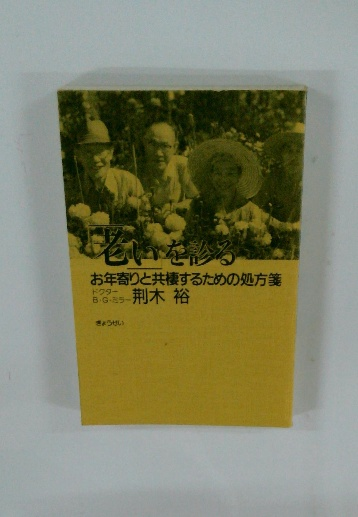 老いを診る
お年寄りと共棲するための処方箋
ドクター
B・G・ミラー 荆木 裕
ぎょうせい